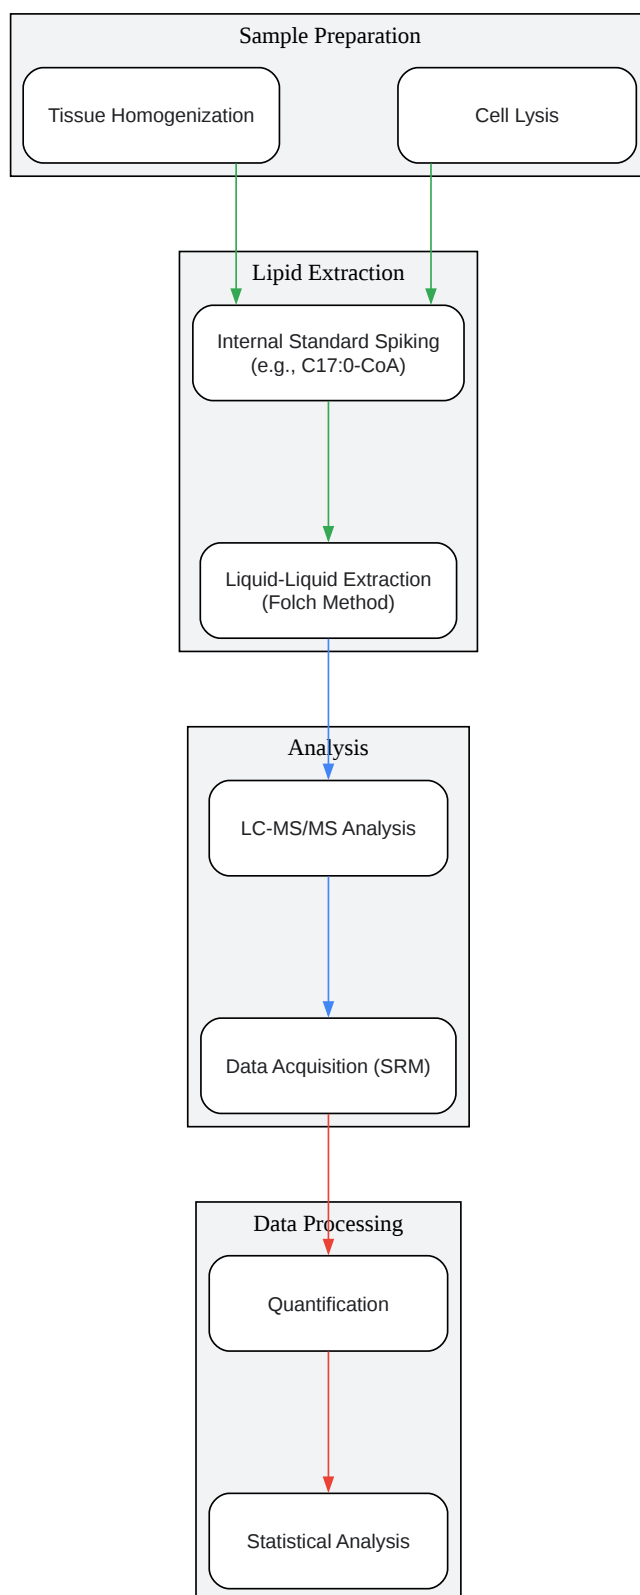 Sample Preparation
Tissue Homogenization
Cell Lysis
Lipid Extraction
Internal Standard Spiking
(e.g., C17:0-CoA)
Liquid-Liquid Extraction
(Folch Method)
Analysis
LC-MS/MS Analysis
Data Acquisition (SRM)
Data Processing
Quantification
Statistical Analysis